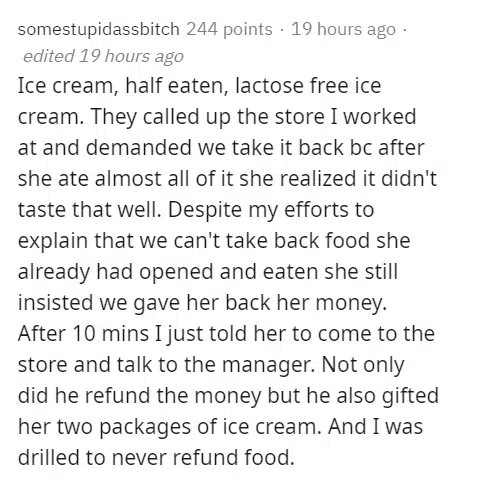 somestupidassbitch 244 points · 19 hours ago ·
edited 19 hours ago
Ice cream, half eaten, lactose free ice
cream. They called up the store I worked
at and demanded we take it back bc after
she ate almost all of it she realized it didn't
taste that well. Despite my efforts to
explain that we can't take back food she
already had opened and eaten she still
insisted we gave her back her money.
After 10 mins I just told her to come to the
store and talk to the manager. Not only
did he refund the money but he also gifted
her two packages of ice cream. And I was
drilled to never refund food.